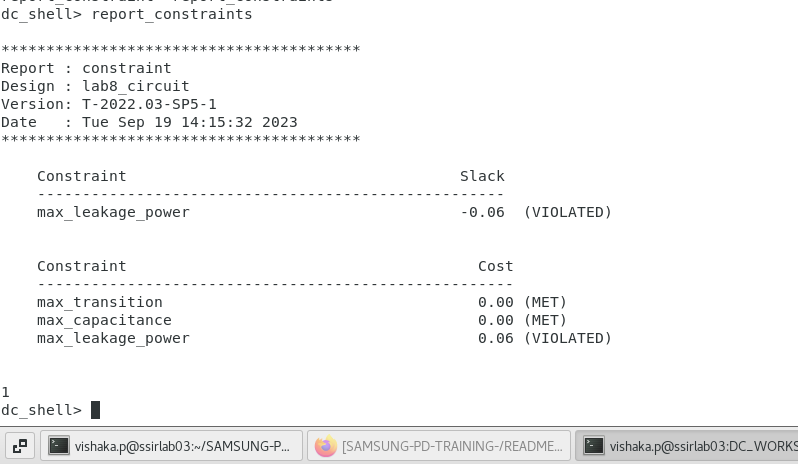 dc_shell> report_constraints
****************************************
Report : constraint
Design : lab8_circuit
Version: T-2022.03-SP5-1
Date   : Tue Sep 19 14:15:32 2023
****************************************
    Constraint                                     Slack
    ----------------------------------------------------
    max_leakage_power                              -0.06  (VIOLATED)
    Constraint                                       Cost
    -----------------------------------------------------
    max_transition                                   0.00 (MET)
    max_capacitance                                  0.00 (MET)
    max_leakage_power                                0.06 (VIOLATED)
1
dc_shell>
vishaka.p@ssirlab03:~/SAMSUNG-P... [SAMSUNG-PD-TRAINING-/README... vishaka.p@ssirlab03:DC_WORKS